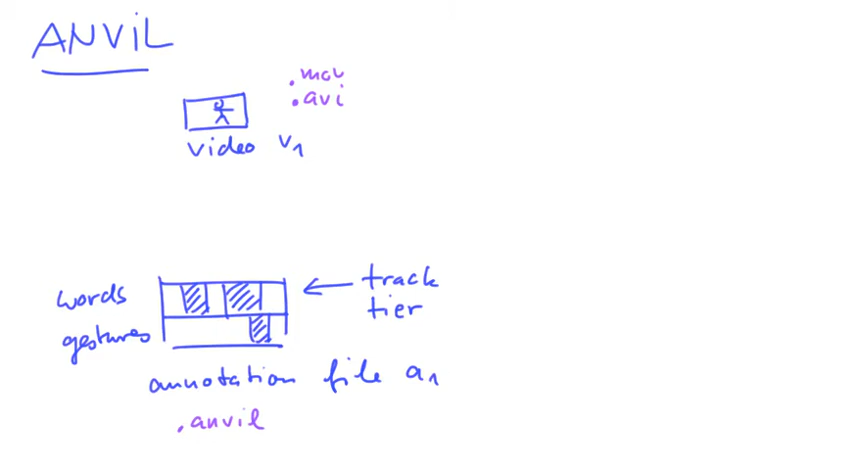 ANViL
.mov
.avi
video v1
words
track
tier
gestures
annotation file a1
.anvil